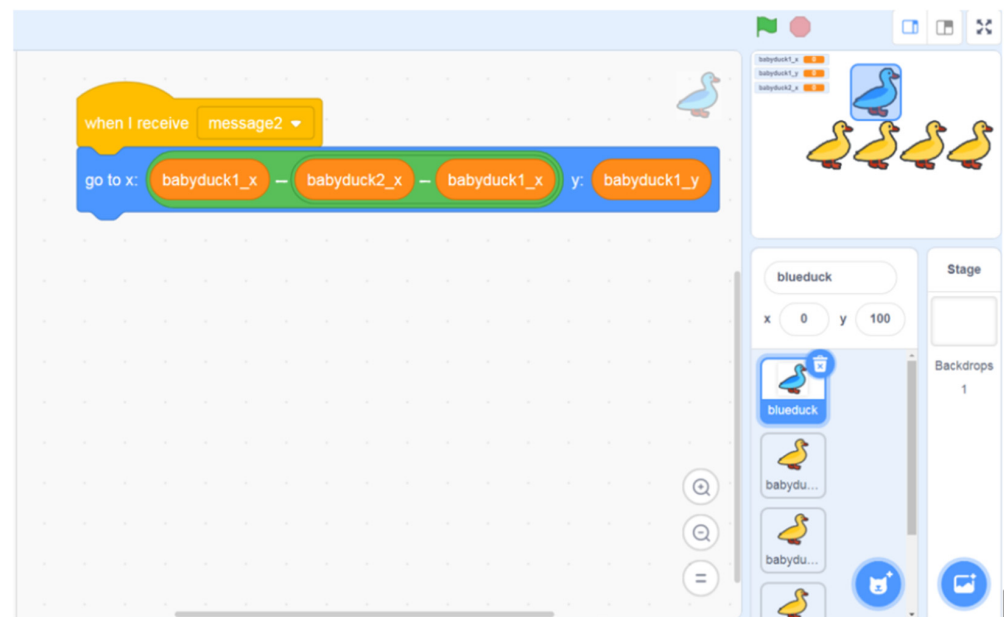 when I receive message2
go to x: babyduck1_x – babyduck2_x – babyduck1_x y: babyduck1_y
babyduck1_x 0
babyduck1_y 0
babyduck2_x 0
blueduck
x 0 y 100
Stage
Backdrops
1
blueduck
babydu...
babydu...